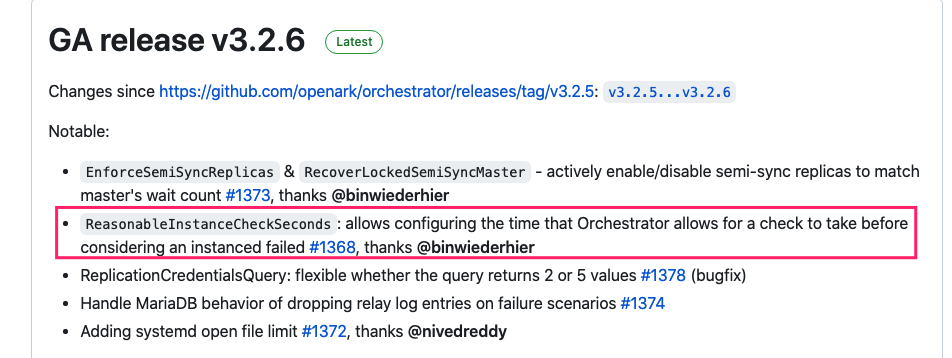 GA release v3.2.6 Latest
Changes since https://github.com/openark/orchestrator/releases/tag/v3.2.5: v3.2.5...v3.2.6
Notable:
• EnforceSemiSyncReplicas & RecoverLockedSemiSyncMaster - actively enable/disable semi-sync replicas to match
master's wait count #1373, thanks @binwiederhier
• ReasonableInstanceCheckSeconds: allows configuring the time that Orchestrator allows for a check to take before
considering an instanced failed #1368, thanks @binwiederhier
• ReplicationCredentialsQuery: flexible whether the query returns 2 or 5 values #1378 (bugfix)
• Handle MariaDB behavior of dropping relay log entries on failure scenarios #1374
• Adding systemd open file limit #1372, thanks @nivedreddy